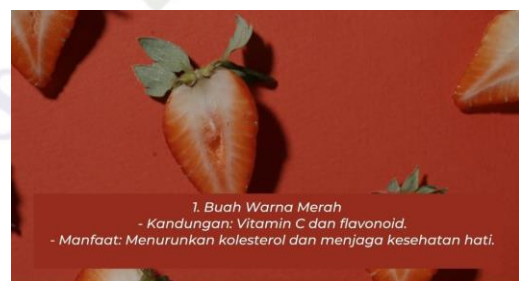 1. Buah Warna Merah
- Kandungan: Vitamin C dan flavonoid.
- Manfaat: Menurunkan kolesterol dan menjaga kesehatan hati.